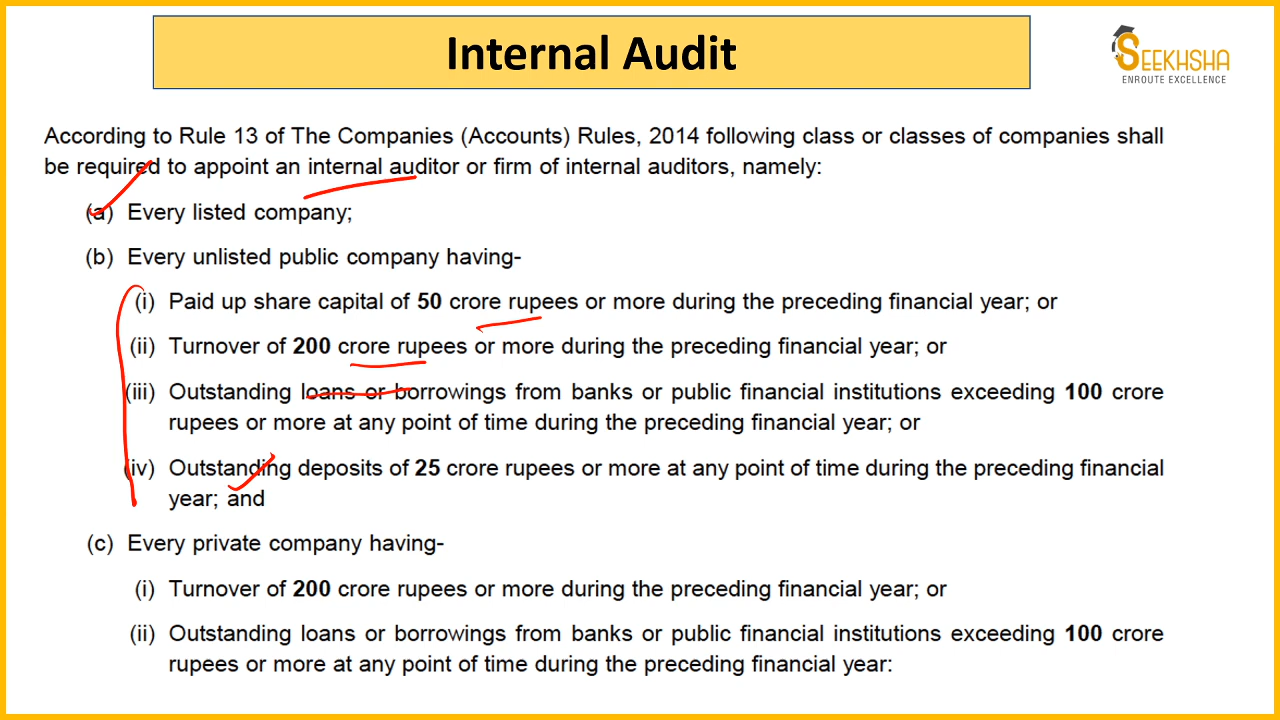 Internal Audit
SEEKHSHA
ENROUTE EXCELLENCE
According to Rule 13 of The Companies (Accounts) Rules, 2014 following class or classes of companies shall
be required to appoint an internal auditor or firm of internal auditors, namely:
(a) Every listed company;
(b) Every unlisted public company having-
(i) Paid up share capital of 50 crore rupees or more during the preceding financial year; or
(ii) Turnover of 200 crore rupees or more during the preceding financial year; or
(iii) Outstanding loans or borrowings from banks or public financial institutions exceeding 100 crore
rupees or more at any point of time during the preceding financial year; or
(iv) Outstanding deposits of 25 crore rupees or more at any point of time during the preceding financial
year; and
(c) Every private company having-
(i) Turnover of 200 crore rupees or more during the preceding financial year; or
(ii) Outstanding loans or borrowings from banks or public financial institutions exceeding 100 crore
rupees or more at any point of time during the preceding financial year: